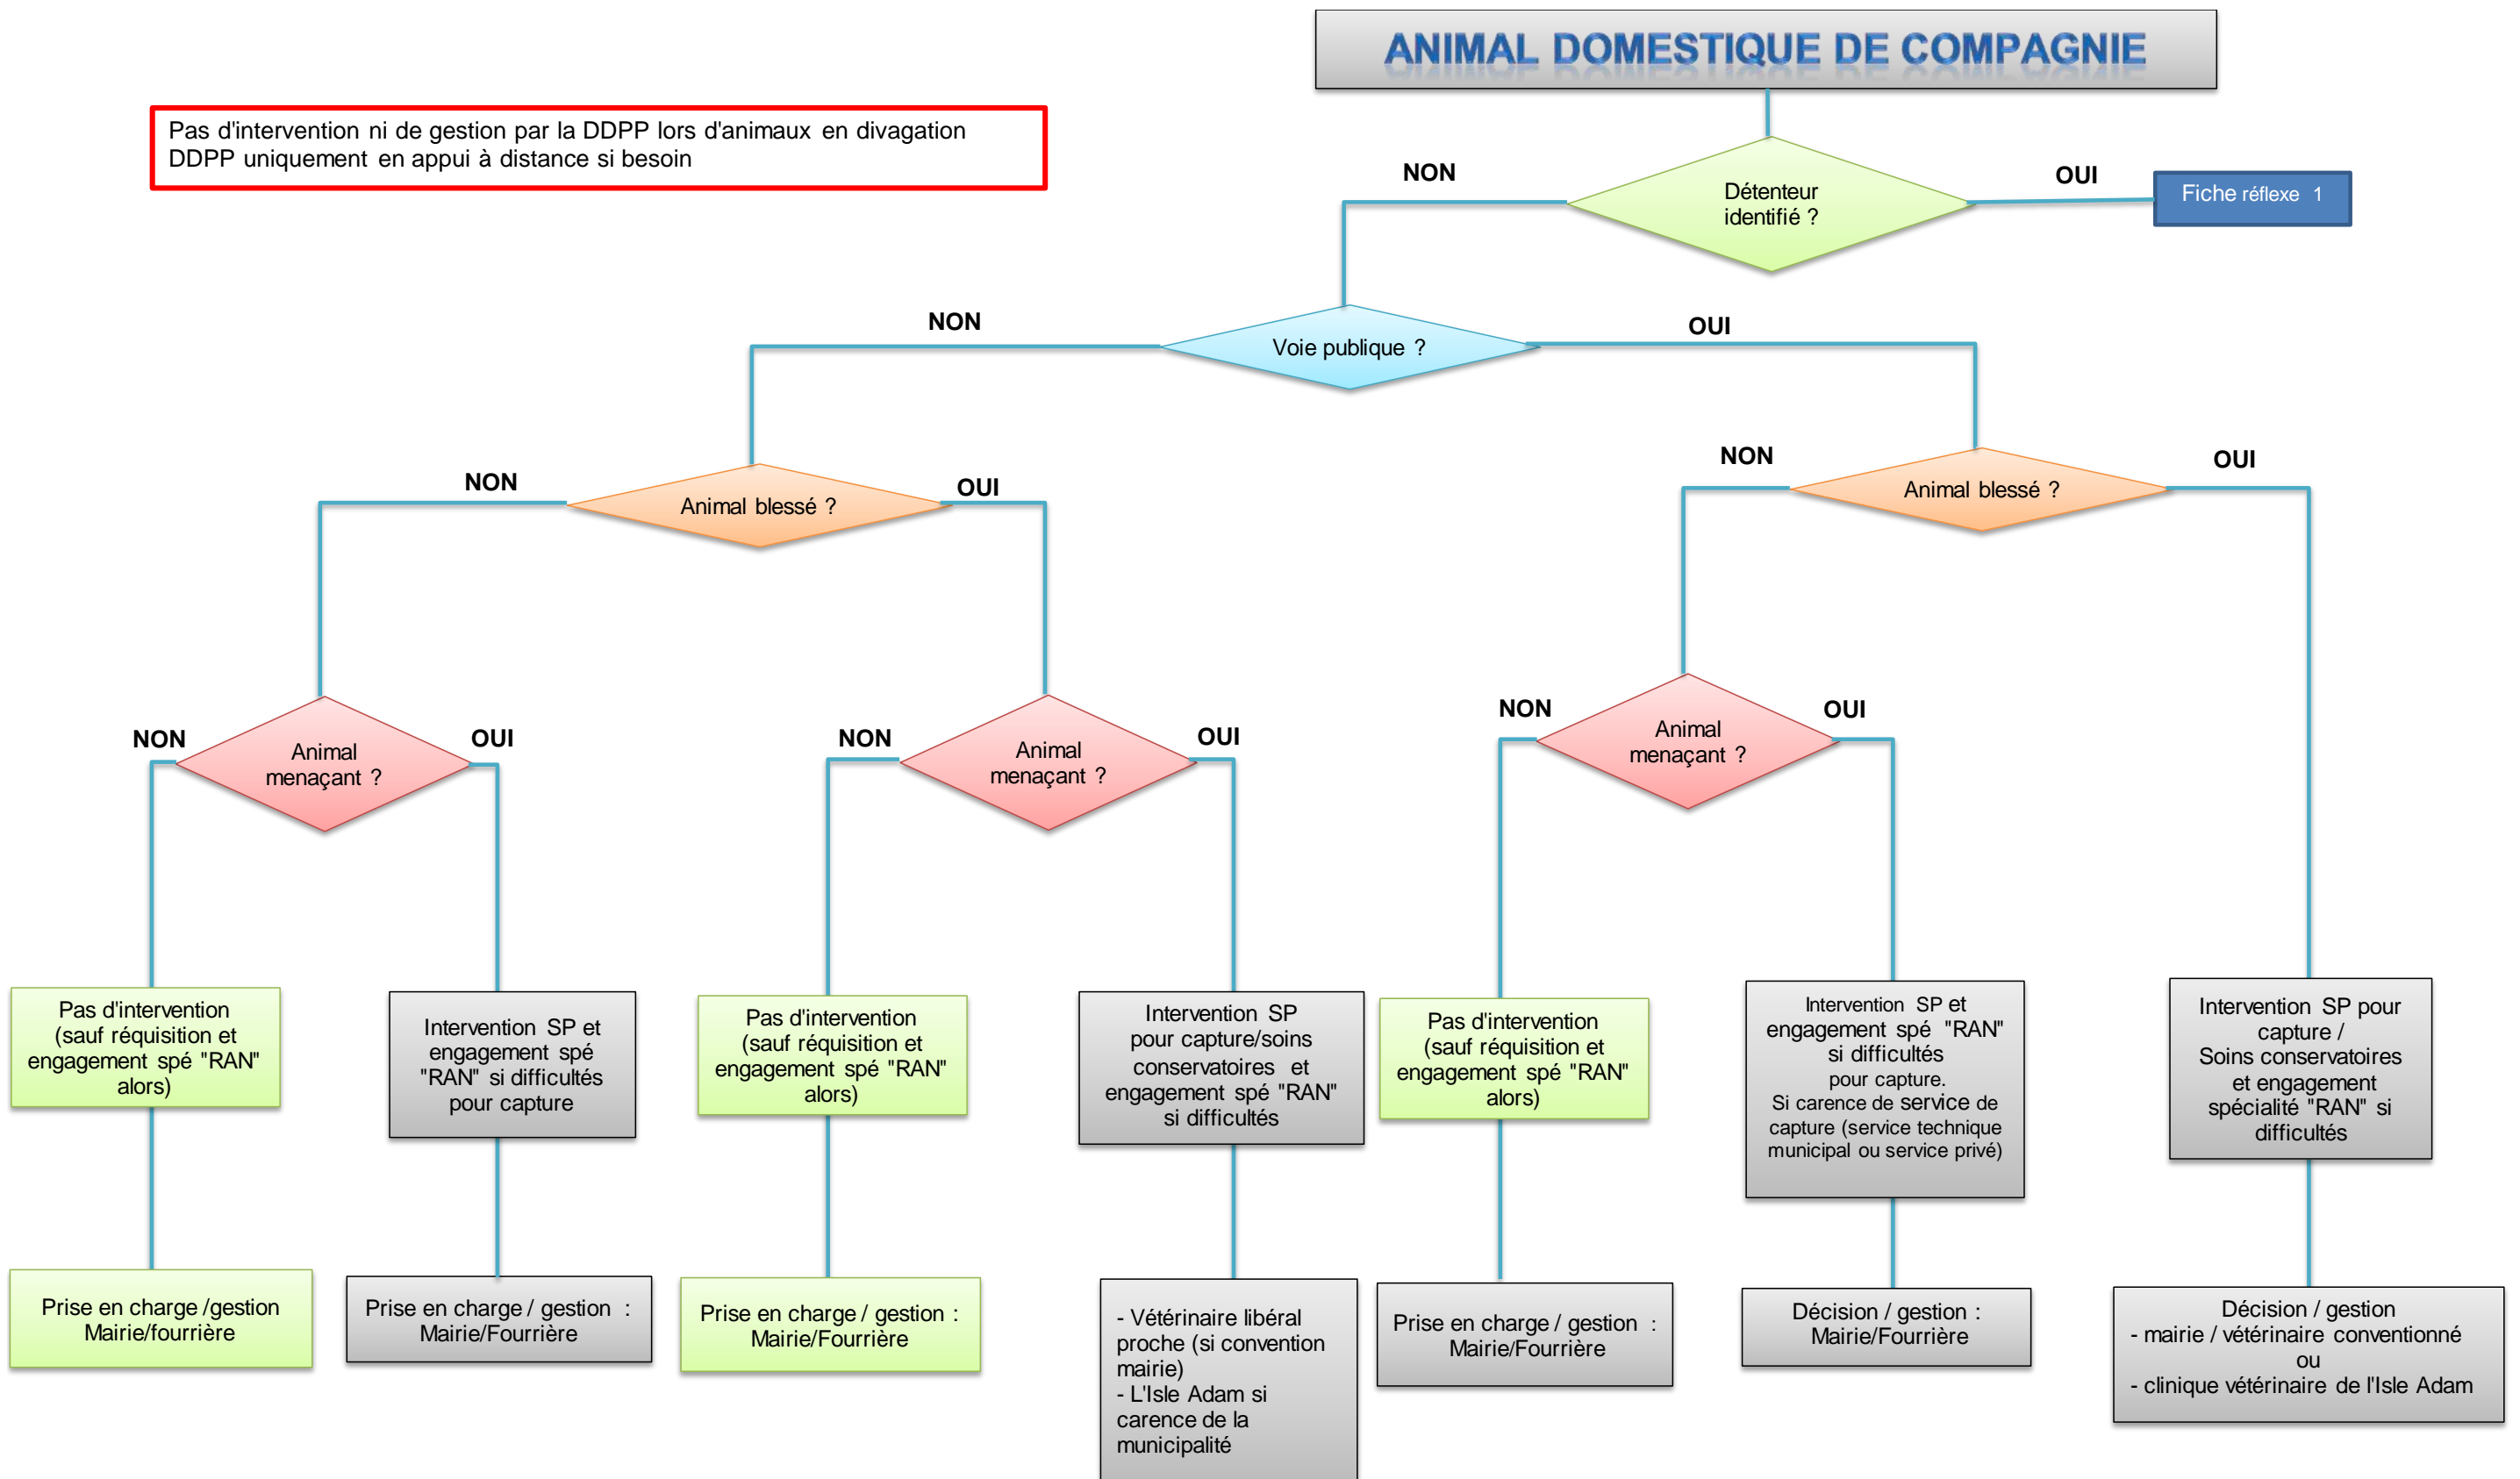 ANIMAL DOMESTIQUE DE COMPAGNIE
Pas d'intervention ni de gestion par la DDPP lors d'animaux en divagation
DDPP uniquement en appui à distance si besoin
NON
Détenteur
identifié ?
OUI
Fiche réflexe 1
NON
Voie publique ?
OUI
NON
Animal blessé ?
OUI
NON
Animal blessé ?
OUI
NON
Animal
menaçant ?
OUI
NON
Animal
menaçant ?
OUI
NON
Animal
menaçant ?
OUI
Pas d'intervention
(sauf réquisition et
engagement spé "RAN"
alors)
Intervention SP et
engagement spé
"RAN" si difficultés
pour capture
Pas d'intervention
(sauf réquisition et
engagement spé "RAN"
alors)
Intervention SP
pour capture/soins
conservatoires et
engagement spé "RAN"
si difficultés
Pas d'intervention
(sauf réquisition et
engagement spé "RAN"
alors)
Intervention SP et
engagement spé "RAN"
si difficultés
pour capture.
Si carence de service de
capture (service technique
municipal ou service privé)
Intervention SP pour
capture /
Soins conservatoires
et engagement
spécialité "RAN" si
difficultés
Prise en charge /gestion
Mairie/fourrière
Prise en charge / gestion :
Mairie/Fourrière
Prise en charge / gestion :
Mairie/Fourrière
- Vétérinaire libéral
proche (si convention
mairie)
- L'Isle Adam si
carence de la
municipalité
Prise en charge / gestion :
Mairie/Fourrière
Décision / gestion :
Mairie/Fourrière
Décision / gestion
- mairie / vétérinaire conventionné
ou
- clinique vétérinaire de l'Isle Adam